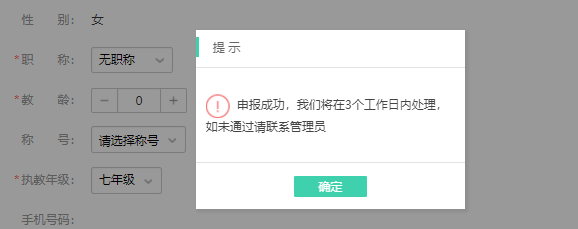 性 别： 女
*职 称： 无职称
*教 龄： − 0 +
称 号： 请选择称号
*执教年级： 七年级
手机号码：
提示
! 申报成功，我们将在3个工作日内处理，
如未通过请联系管理员
确定